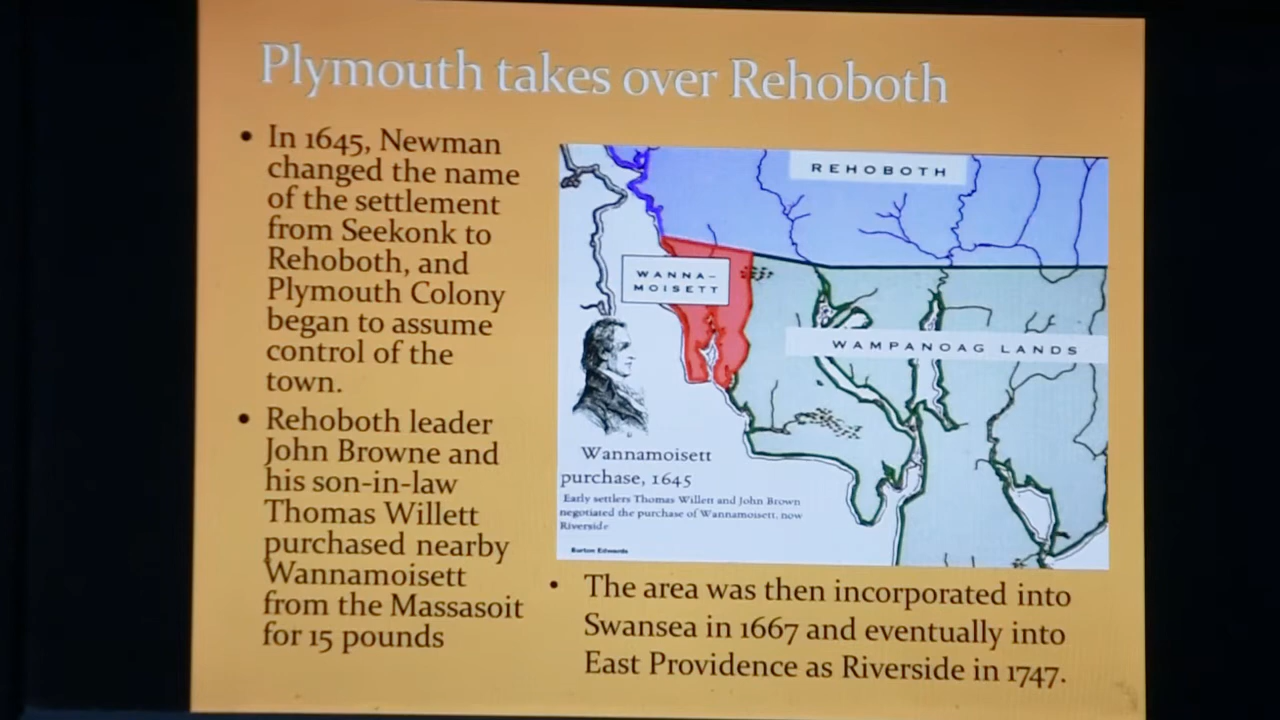 Plymouth takes over Rehoboth
• In 1645, Newman
changed the name
of the settlement
from Seekonk to
Rehoboth, and
Plymouth Colony
began to assume
control of the
town.
• Rehoboth leader
John Browne and
his son-in-law
Thomas Willett
purchased nearby
Wannamoisett
from the Massasoit
for 15 pounds
REHOBOTH
WANNA-
MOISETT
WAMPANOAG LANDS
Wannamoisett
purchase, 1645
Early settlers Thomas Willett and John Brown
negotiated the purchase of Wannamoisett, now
Riverside
Burton Edwards
• The area was then incorporated into
Swansea in 1667 and eventually into
East Providence as Riverside in 1747.